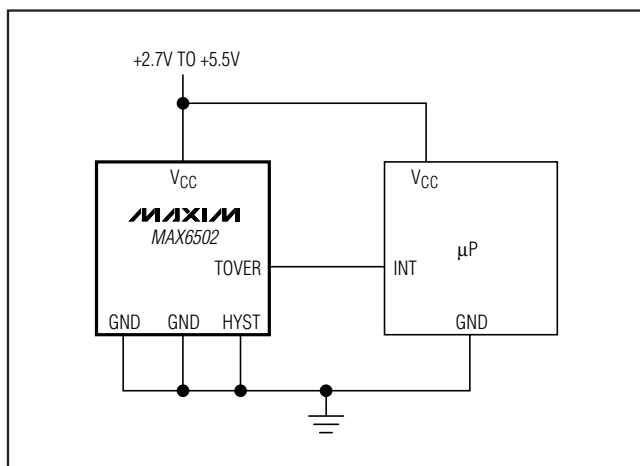 +2.7V TO +5.5V
VCC
VCC
MAXIM
MAX6502
μP
TOVER
INT
GND GND HYST
GND